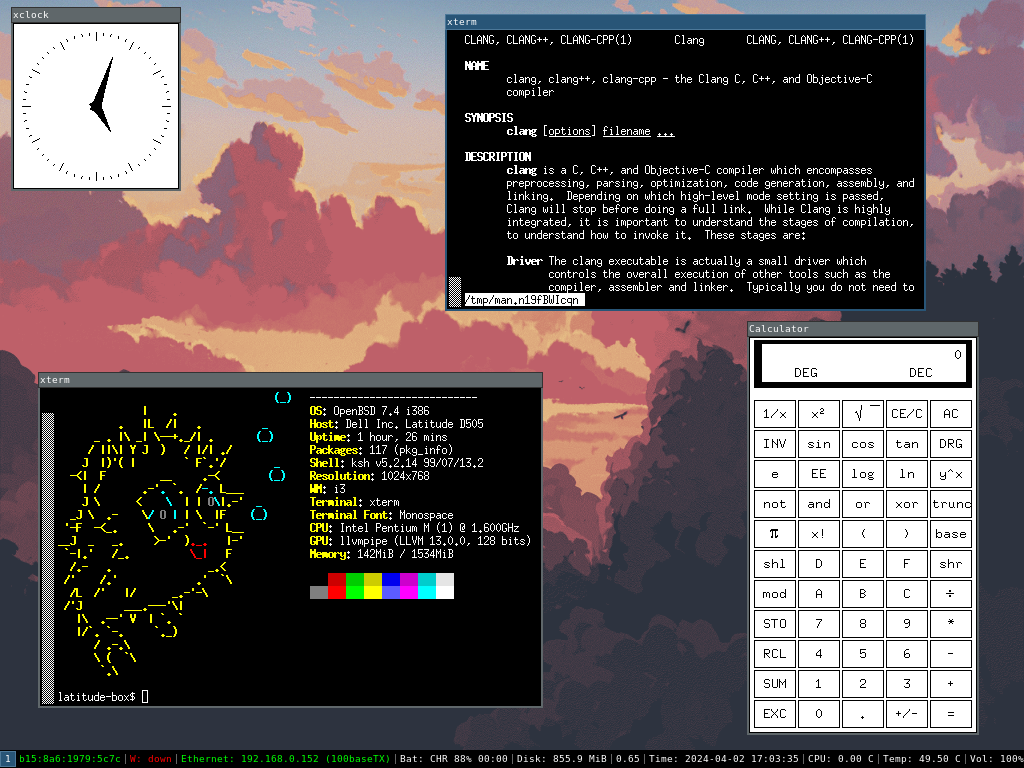 xclock
xterm
CLANG, CLANG++, CLANG-CPP(1) Clang CLANG, CLANG++, CLANG-CPP(1)
NAME
clang, clang++, clang-cpp - the Clang C, C++, and Objective-C
compiler
SYNOPSIS
clang [options] filename ...
DESCRIPTION
clang is a C, C++, and Objective-C compiler which encompasses
preprocessing, parsing, optimization, code generation, assembly, and
linking. Depending on which high-level mode setting is passed,
Clang will stop before doing a full link. While Clang is highly
integrated, it is important to understand the stages of compilation,
to understand how to invoke it. These stages are:
Driver The clang executable is actually a small driver which
controls the overall execution of other tools such as the
compiler, assembler and linker. Typically you do not need to
/tmp/man.n19fBWIcqn
xterm
---------------------------
OS: OpenBSD 7.4 i386
Host: Dell Inc. Latitude D505
Uptime: 1 hour, 26 mins
Packages: 117 (pkg_info)
Shell: ksh v5.2.14 99/07/13.2
Resolution: 1024x768
WM: i3
Terminal: xterm
Terminal Font: Monospace
CPU: Intel Pentium M (1) @ 1.600GHz
GPU: llvmpipe (LLVM 13.0.0, 128 bits)
Memory: 142MiB / 1534MiB
latitude-box$
Calculator
0
DEG DEC
1/x x² √ CE/C AC
INV sin cos tan DRG
e EE log ln y^x
not and or xor trunc
π x! ( ) base
shl D E F shr
mod A B C ÷
STO 7 8 9 *
RCL 4 5 6 -
SUM 1 2 3 +
EXC 0 . +/- =
1 b15:8a6:1979:5c7c|W: down|Ethernet: 192.168.0.152 (100baseTX)|Bat: CHR 88% 00:00|Disk: 855.9 MiB|0.65|Time: 2024-04-02 17:03:35|CPU: 0.00 C|Temp: 49.50 C|Vol: 100%